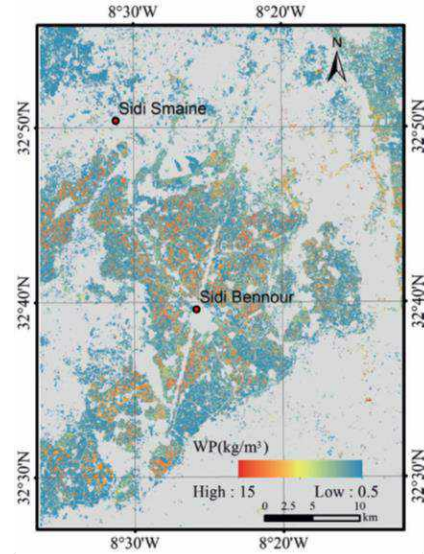 8°30'W 8°20'W
N
Sidi Smaine
32°50'N 32°50'N
32°40'N 32°40'N
Sidi Bennour
WP(kg/m³)
32°30'N 32°30'N
High : 15 Low : 0.5
0 2.5 5 10
km
8°30'W 8°20'W